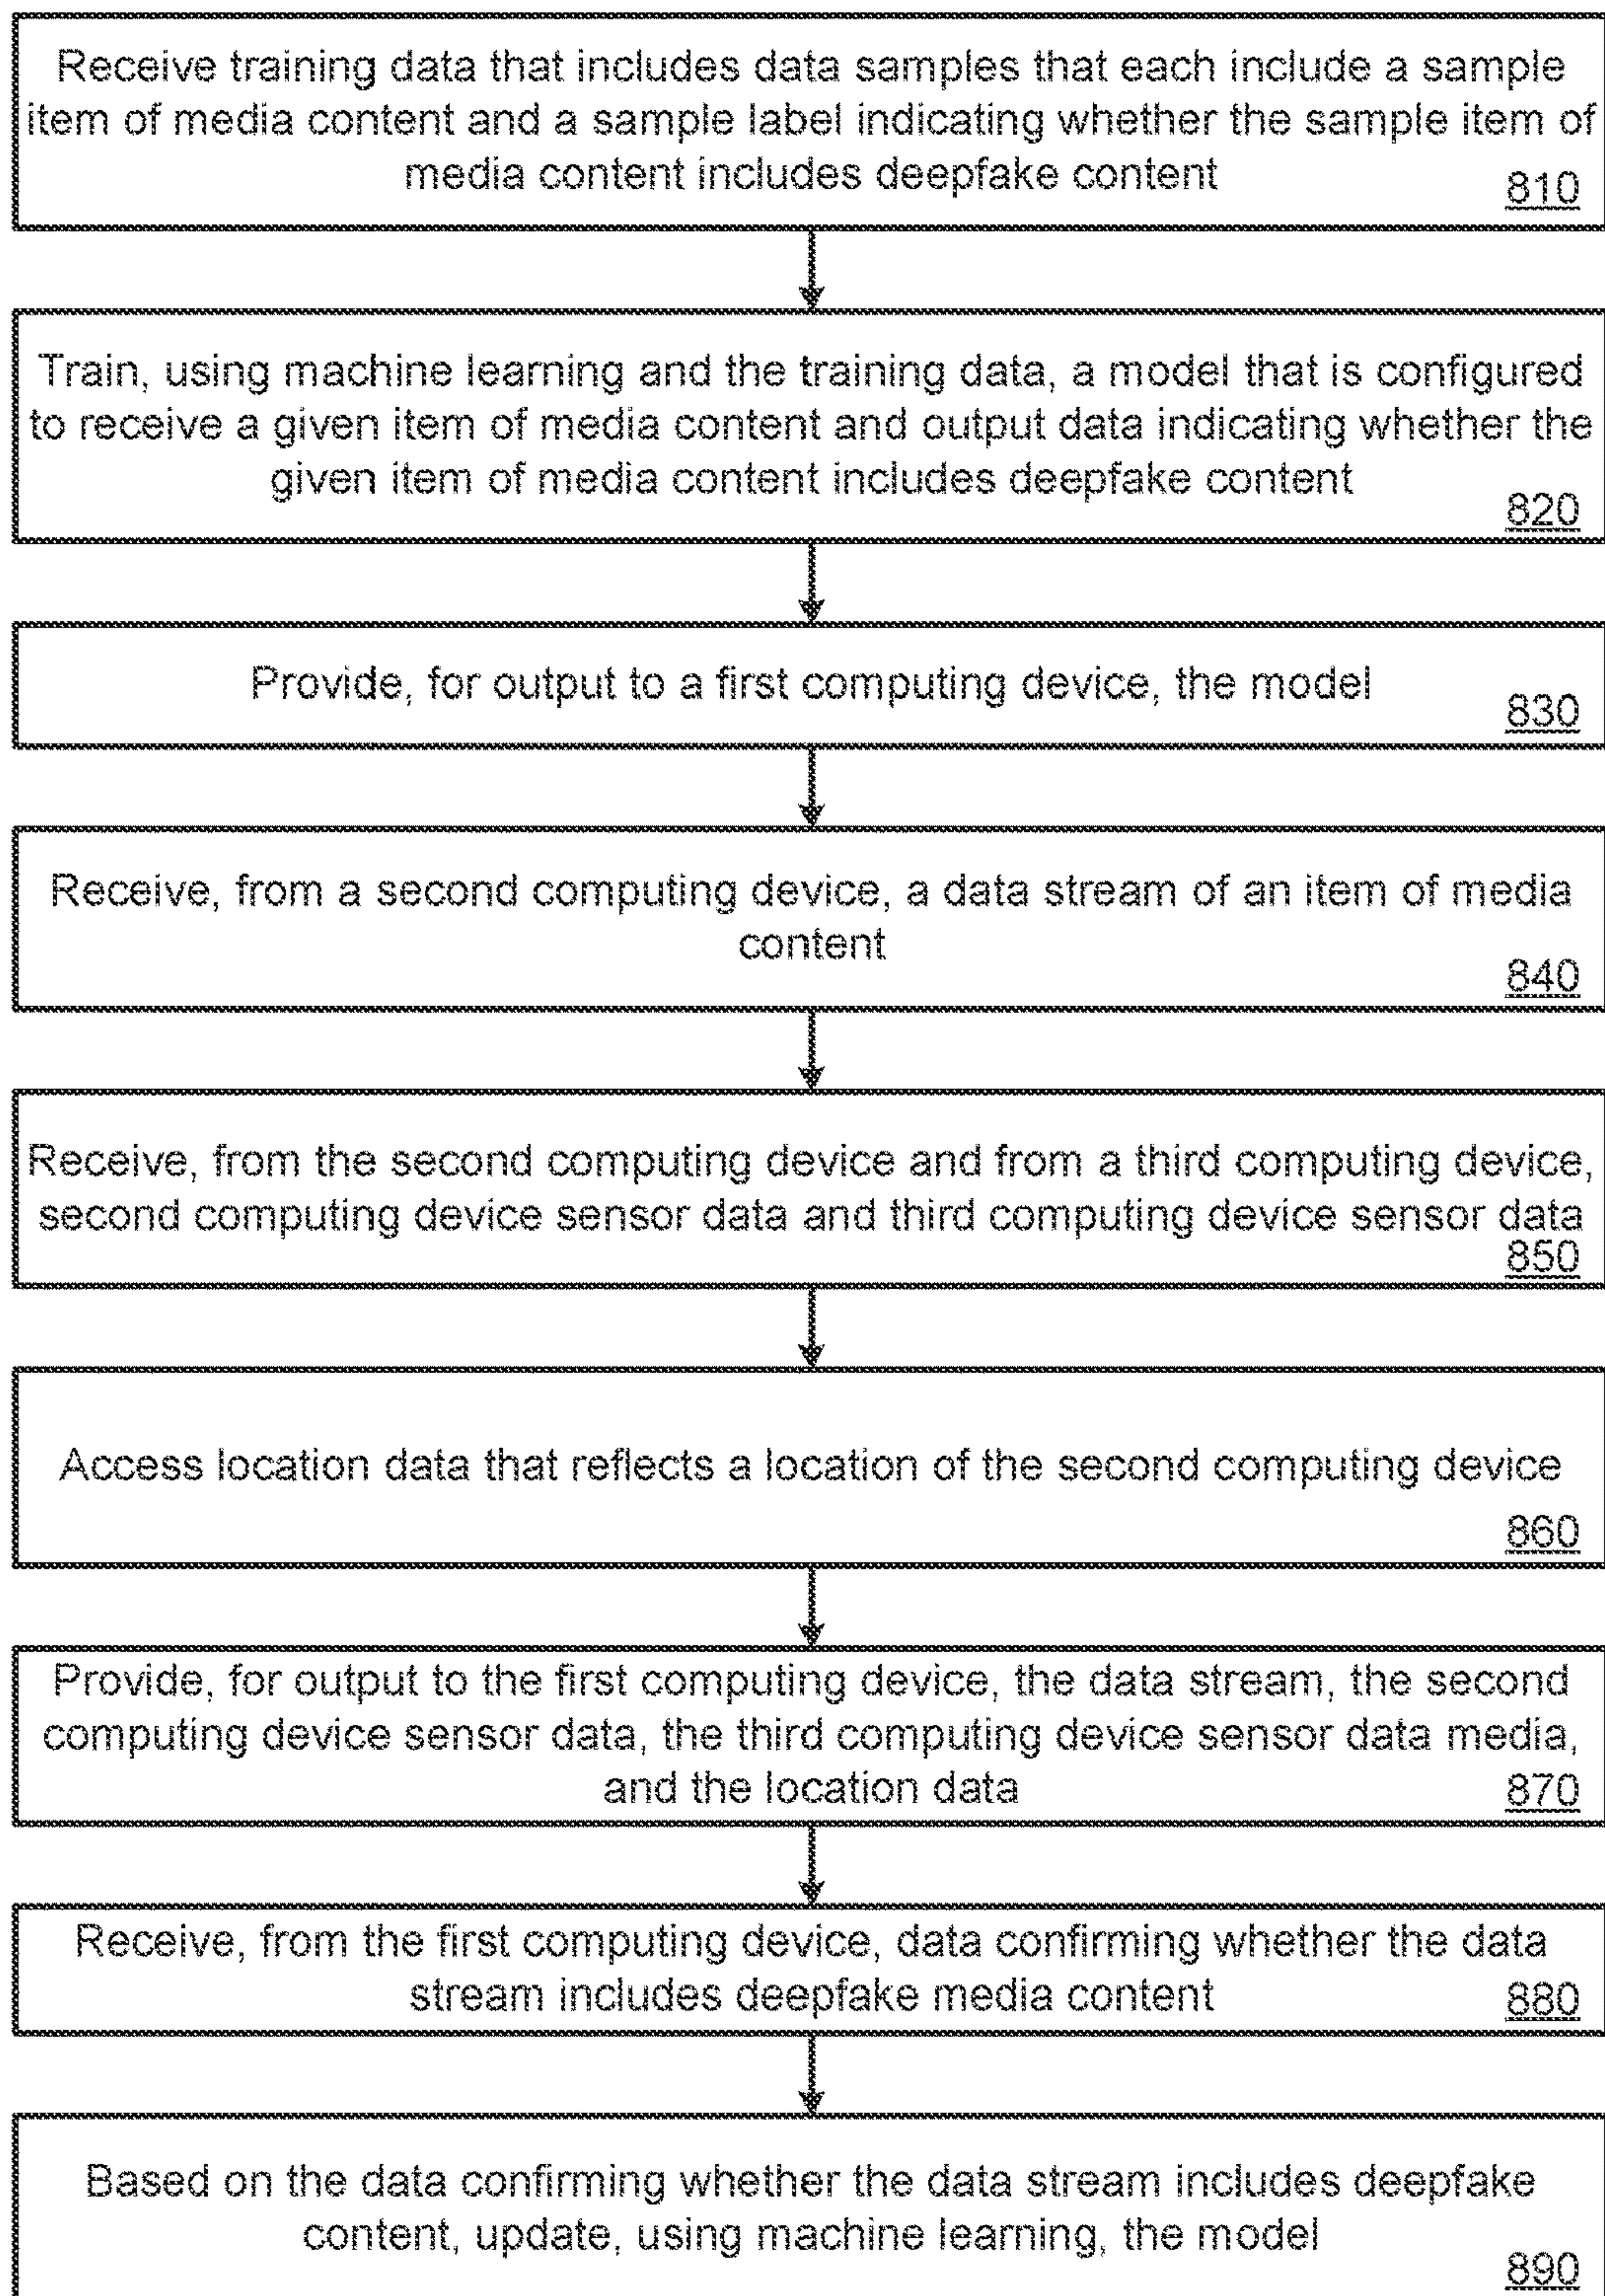 Receive training data that includes data samples that each include a sample
item of media content and a sample label indicating whether the sample item of
media content includes deepfake content
810
Train, using machine learning and the training data, a model that is configured
to receive a given item of media content and output data indicating whether the
given item of media content includes deepfake content
820
Provide, for output to a first computing device, the model
830
Receive, from a second computing device, a data stream of an item of media
content
840
Receive, from the second computing device and from a third computing device,
second computing device sensor data and third computing device sensor data
850
Access location data that reflects a location of the second computing device
860
Provide, for output to the first computing device, the data stream, the second
computing device sensor data, the third computing device sensor data media,
and the location data
870
Receive, from the first computing device, data confirming whether the data
stream includes deepfake media content
880
Based on the data confirming whether the data stream includes deepfake
content, update, using machine learning, the model
890